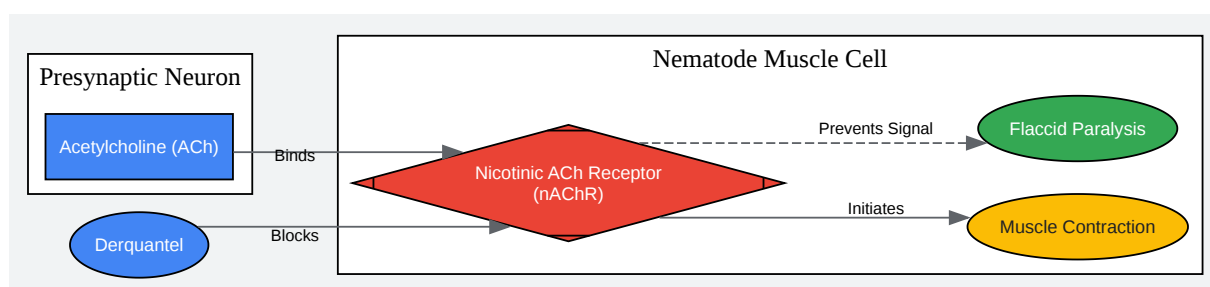 Presynaptic Neuron
Acetylcholine (ACh)
Derquantel
Binds
Blocks
Nematode Muscle Cell
Nicotinic ACh Receptor
(nAChR)
Prevents Signal
Initiates
Flaccid Paralysis
Muscle Contraction